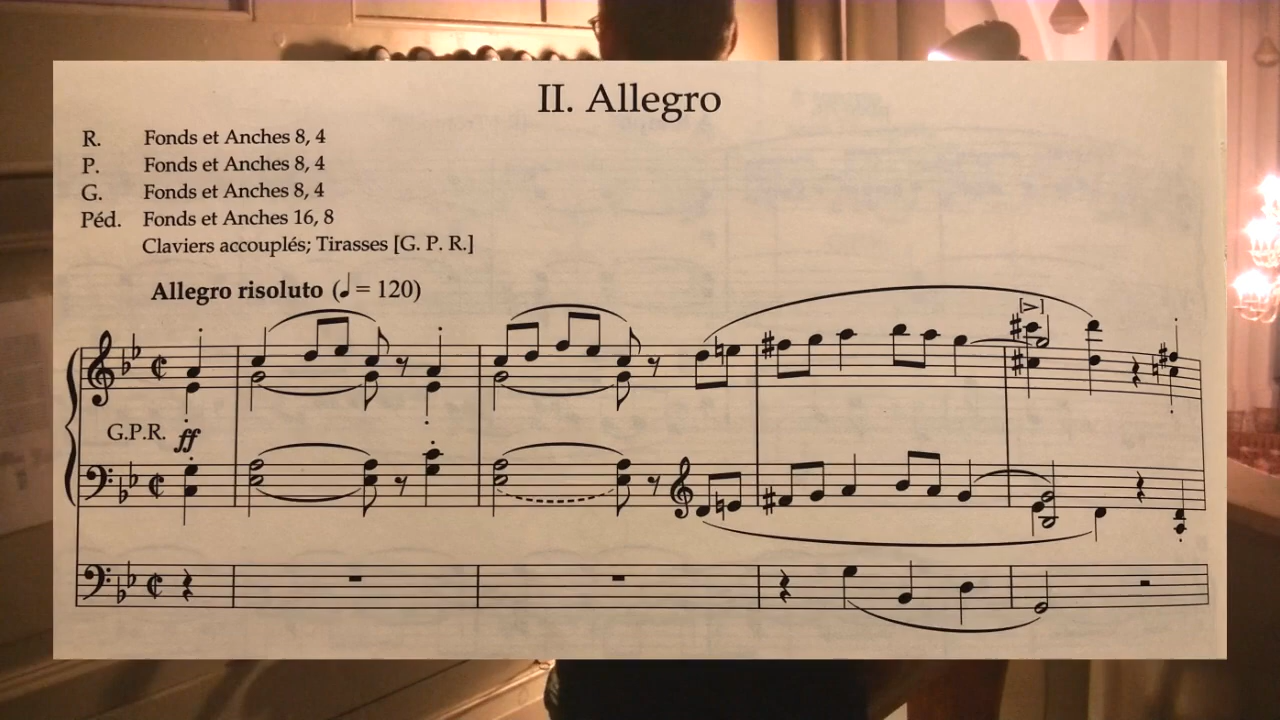 II. Allegro
R. Fonds et Anches 8, 4
P. Fonds et Anches 8, 4
G. Fonds et Anches 8, 4
Péd. Fonds et Anches 16, 8
Claviers accouplés; Tirasses [G. P. R.]
Allegro risoluto (♩ = 120)
[>]
G.P.R. ff